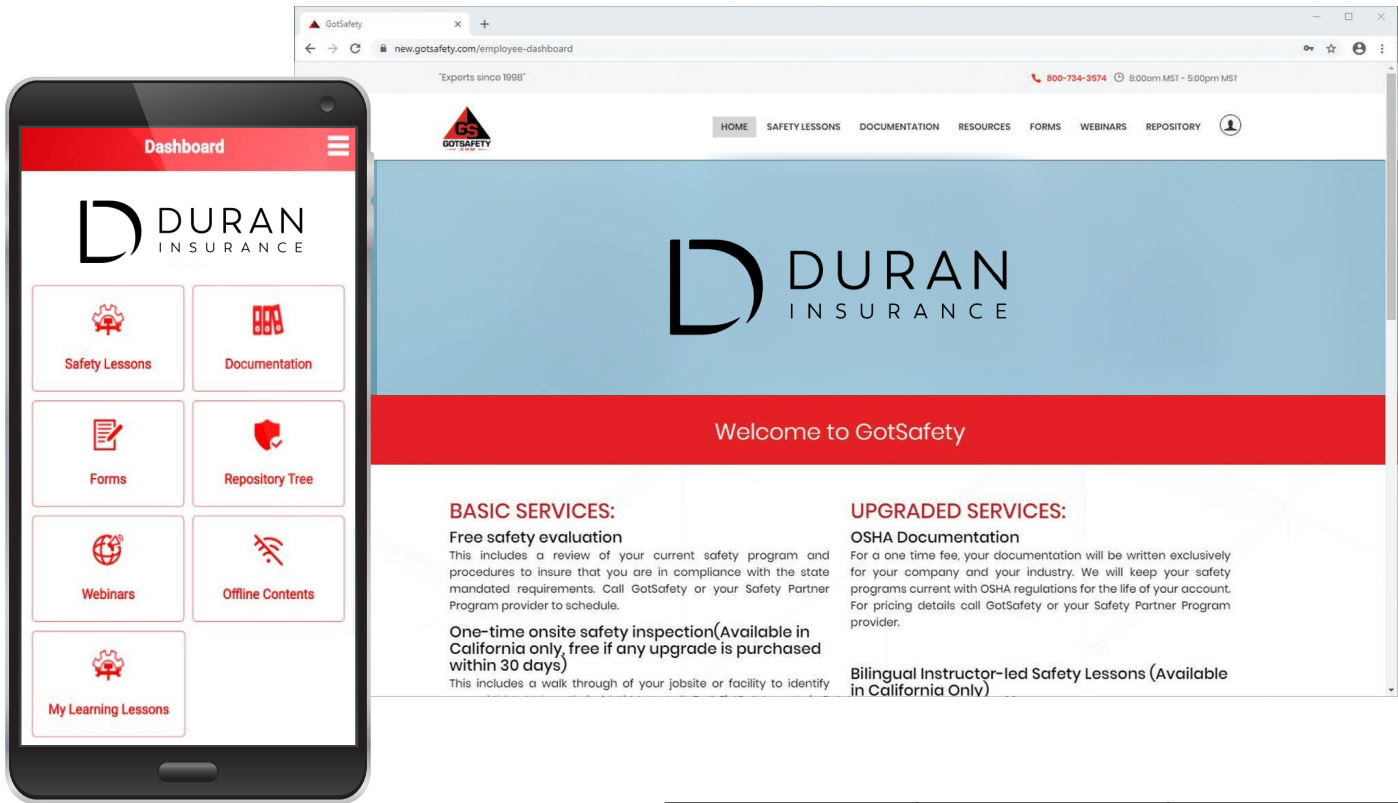 GotSafety
new.gotsafety.com/employee-dashboard
"Experts since 1998"
800-734-3574 8:00am MST - 5:00pm MST
GS
GOTSAFETY
.COM
HOME SAFETY LESSONS DOCUMENTATION RESOURCES FORMS WEBINARS REPOSITORY
DURAN
INSURANCE
Welcome to GotSafety
BASIC SERVICES:
Free safety evaluation
This includes a review of your current safety program and
procedures to insure that you are in compliance with the state
mandated requirements. Call GotSafety or your Safety Partner
Program provider to schedule.
One-time onsite safety inspection(Available in
California only, free if any upgrade is purchased
within 30 days)
This includes a walk through of your jobsite or facility to identify
UPGRADED SERVICES:
OSHA Documentation
For a one time fee, your documentation will be written exclusively
for your company and your industry. We will keep your safety
programs current with OSHA regulations for the life of your account.
For pricing details call GotSafety or your Safety Partner Program
provider.
Bilingual Instructor-led Safety Lessons (Available
in California Only)
Dashboard
DURAN
INSURANCE
Safety Lessons
Documentation
Forms
Repository Tree
Webinars
Offline Contents
My Learning Lessons